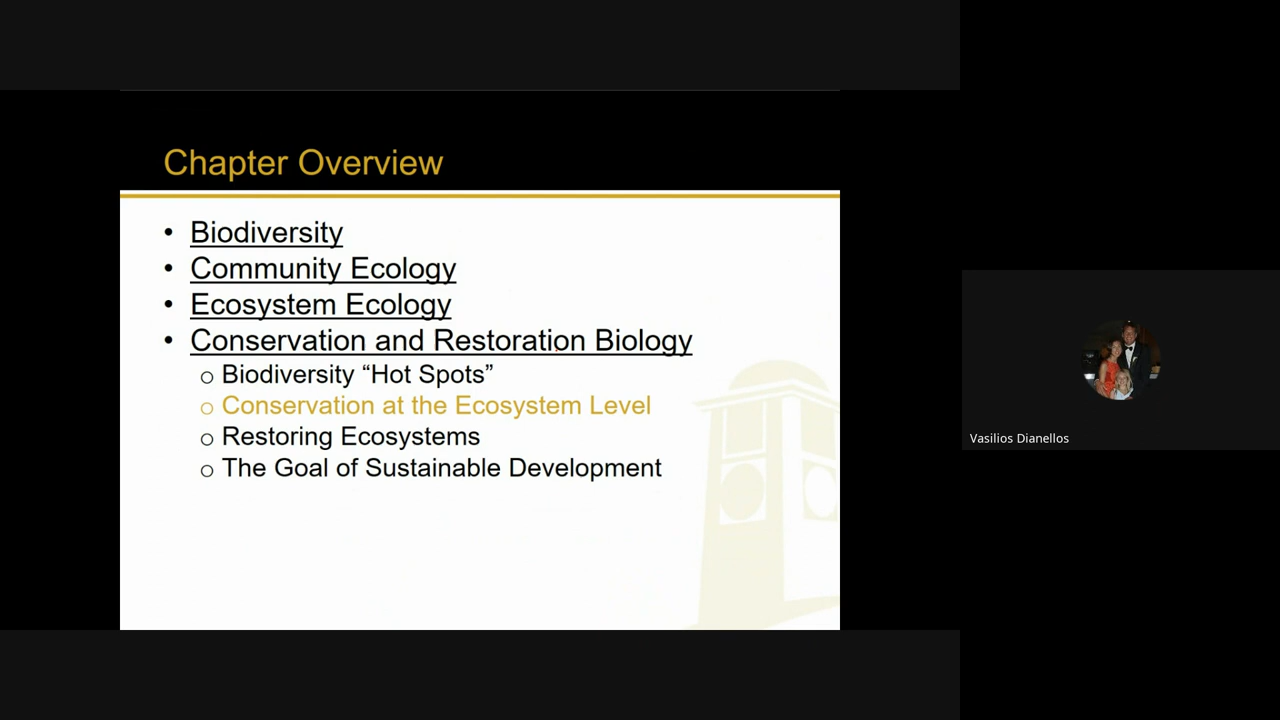 Chapter Overview
• Biodiversity
• Community Ecology
• Ecosystem Ecology
• Conservation and Restoration Biology
o Biodiversity “Hot Spots”
o Conservation at the Ecosystem Level
o Restoring Ecosystems
o The Goal of Sustainable Development
Vasilios Dianellos